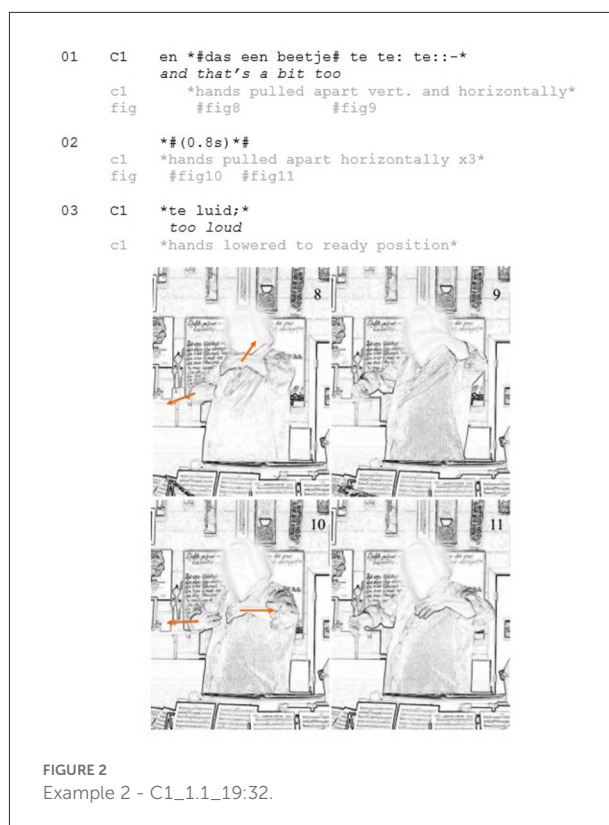 01 C1 en *#das een beetje# te te: te::-*
and that's a bit too
c1 *hands pulled apart vert. and horizontally*
fig #fig8 #fig9
02 *#(0.8s)*#
c1 *hands pulled apart horizontally x3*
fig #fig10 #fig11
03 C1 *te luid;*
too loud
c1 *hands lowered to ready position*
8
9
10
11
FIGURE 2
Example 2 - C1_1.1_19:32.